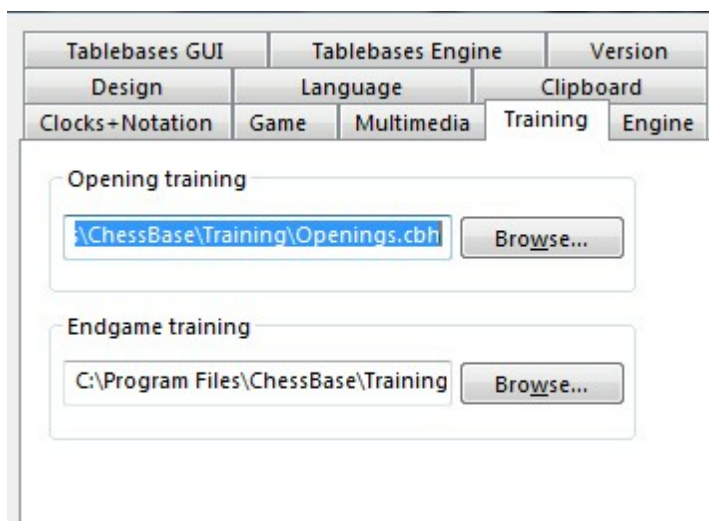 Tablebases GUI Tablebases Engine Version
Design Language Clipboard
Clocks+Notation Game Multimedia Training Engine
Opening training
:\ChessBase\Training\Openings.cbh Browse...
Endgame training
C:\Program Files\ChessBase\Training Browse...